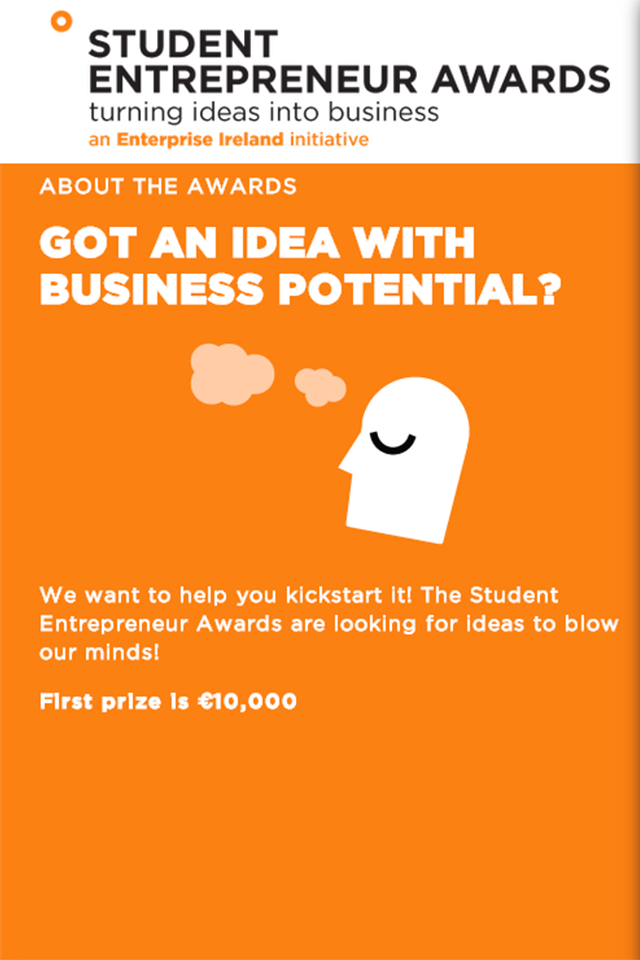 STUDENT
ENTREPRENEUR AWARDS
turning ideas into business
an Enterprise Ireland initiative
ABOUT THE AWARDS
GOT AN IDEA WITH
BUSINESS POTENTIAL?
We want to help you kickstart it! The Student
Entrepreneur Awards are looking for ideas to blow
our minds!
First prize is €10,000